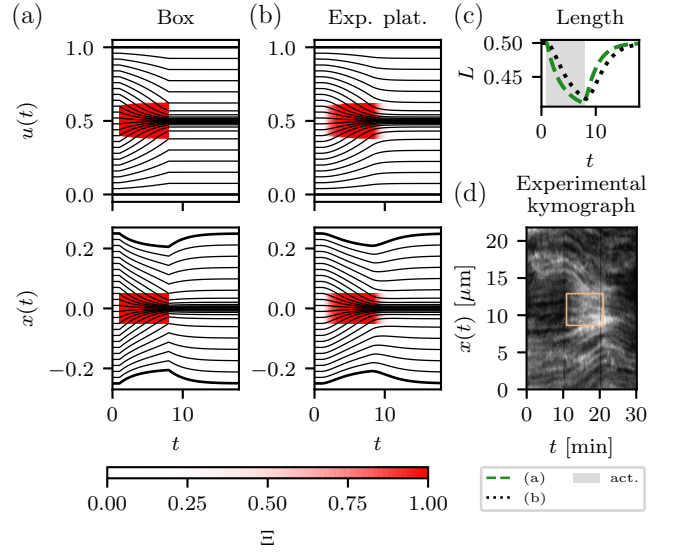 (a) Box (b) Exp. plat. (c) Length
1.0
0.5
0.0
u(t)
0.50
0.45
L
0 10
t
0.2
0.0
−0.2
x(t)
0 10
t
0 10
t
(d) Experimental
kymograph
20
15
10
5
0
x(t) [μm]
0 10 20 30
t [min]
1.0
0.5
0.0
0.2
0.0
−0.2
0.00 0.25 0.50 0.75 1.00
Ξ
(a) act.
(b)